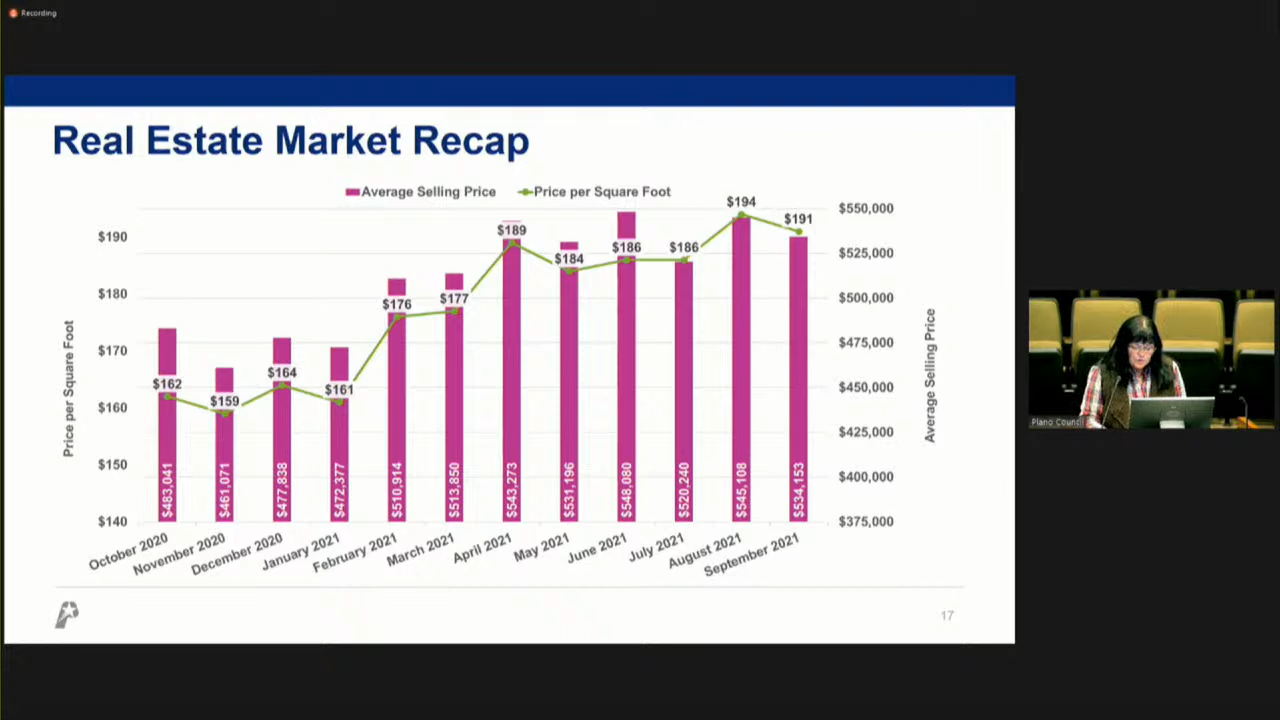 Recording
Real Estate Market Recap
Average Selling Price
Price per Square Foot
$194
$191
$189
$184
$186
$186
$176
$177
$162
$159
$164
$161
$190
$180
$170
$160
$150
$140
Price per Square Foot
$550,000
$525,000
$500,000
$475,000
$450,000
$425,000
$400,000
$375,000
Average Selling Price
$483,041
$461,071
$477,838
$472,377
$510,914
$513,850
$543,273
$531,196
$548,080
$520,240
$545,108
$534,153
October 2020
November 2020
December 2020
January 2021
February 2021
March 2021
April 2021
May 2021
June 2021
July 2021
August 2021
September 2021
17
Plano Council